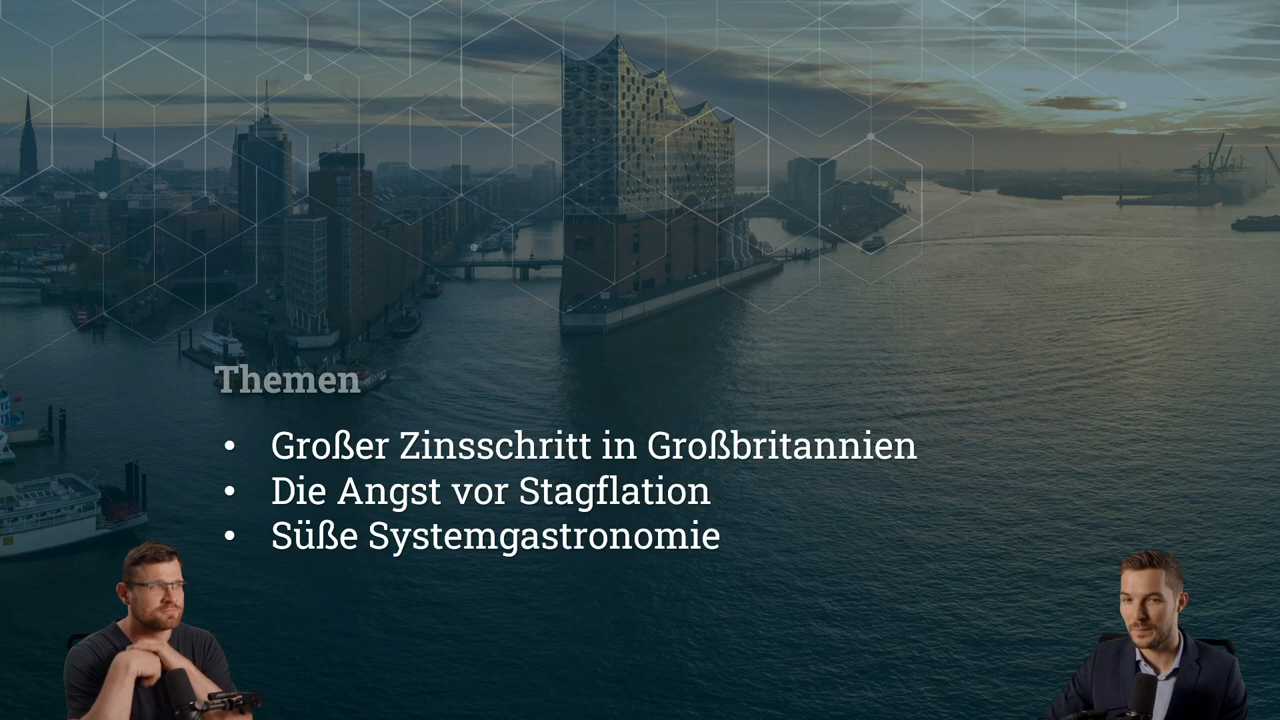 Themen
• Großer Zinsschritt in Großbritannien
• Die Angst vor Stagflation
• Süße Systemgastronomie